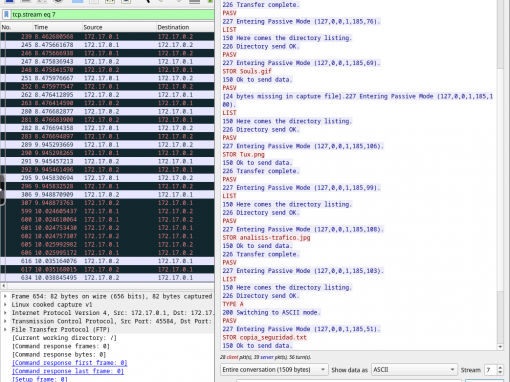 tcp.stream eq 7
No.
Time
Source
Destination
239 8.462680568 172.17.0.1 172.17.0.2
245 8.475661678 172.17.0.2 172.17.0.1
246 8.475666938 172.17.0.1 172.17.0.2
247 8.475836943 172.17.0.1 172.17.0.2
248 8.475841570 172.17.0.2 172.17.0.1
251 8.475976667 172.17.0.2 172.17.0.1
252 8.475977547 172.17.0.1 172.17.0.2
262 8.476412895 172.17.0.2 172.17.0.1
263 8.476414590 172.17.0.1 172.17.0.2
280 8.476682877 172.17.0.2 172.17.0.1
281 8.476683900 172.17.0.1 172.17.0.2
282 8.476694358 172.17.0.2 172.17.0.1
283 8.476694897 172.17.0.1 172.17.0.2
289 9.945293669 172.17.0.1 172.17.0.2
290 9.945298265 172.17.0.2 172.17.0.1
291 9.945457213 172.17.0.2 172.17.0.1
292 9.945461496 172.17.0.1 172.17.0.2
295 9.945830694 172.17.0.1 172.17.0.2
296 9.945832528 172.17.0.2 172.17.0.1
306 9.948870909 172.17.0.2 172.17.0.1
307 9.948873763 172.17.0.1 172.17.0.2
599 10.024605437 172.17.0.1 172.17.0.2
600 10.024610064 172.17.0.2 172.17.0.1
601 10.024753430 172.17.0.2 172.17.0.1
602 10.024757307 172.17.0.1 172.17.0.2
605 10.025992982 172.17.0.1 172.17.0.2
606 10.025995172 172.17.0.2 172.17.0.1
616 10.035164076 172.17.0.2 172.17.0.1
617 10.035168015 172.17.0.1 172.17.0.2
634 10.038845495 172.17.0.2 172.17.0.1
Frame 654: 82 bytes on wire (656 bits), 82 bytes captured
Linux cooked capture v1
Internet Protocol Version 4, Src: 172.17.0.1, Dst: 172.17.
Transmission Control Protocol, Src Port: 45584, Dst Port:
File Transfer Protocol (FTP)
[Current working directory: /]
[Command response frames: 0]
[Command response bytes: 0]
[Command response first frame: 0]
[Command response last frame: 0]
[Setup frame: 0]
226 Transfer complete.
PASV
227 Entering Passive Mode (127,0,0,1,185,76).
LIST
150 Here comes the directory listing.
226 Directory send OK.
PASV
227 Entering Passive Mode (127,0,0,1,185,69).
STOR Souls.gif
150 Ok to send data.
PASV
[24 bytes missing in capture file].227 Entering Passive Mode (127,0,0,1,185,1
00).
LIST
150 Here comes the directory listing.
226 Directory send OK.
PASV
227 Entering Passive Mode (127,0,0,1,185,106).
STOR Tux.png
150 Ok to send data.
226 Transfer complete.
PASV
227 Entering Passive Mode (127,0,0,1,185,99).
LIST
150 Here comes the directory listing.
226 Directory send OK.
PASV
227 Entering Passive Mode (127,0,0,1,185,108).
STOR analisis-trafico.jpg
150 Ok to send data.
226 Transfer complete.
PASV
227 Entering Passive Mode (127,0,0,1,185,103).
LIST
150 Here comes the directory listing.
226 Directory send OK.
TYPE A
200 Switching to ASCII mode.
PASV
227 Entering Passive Mode (127,0,0,1,185,51).
STOR copia_seguridad.txt
150 Ok to send data.
28 client pkt(s), 39 server pkt(s), 56 turn(s).
Entire conversation (1509 bytes) Show data as ASCII Stream 7